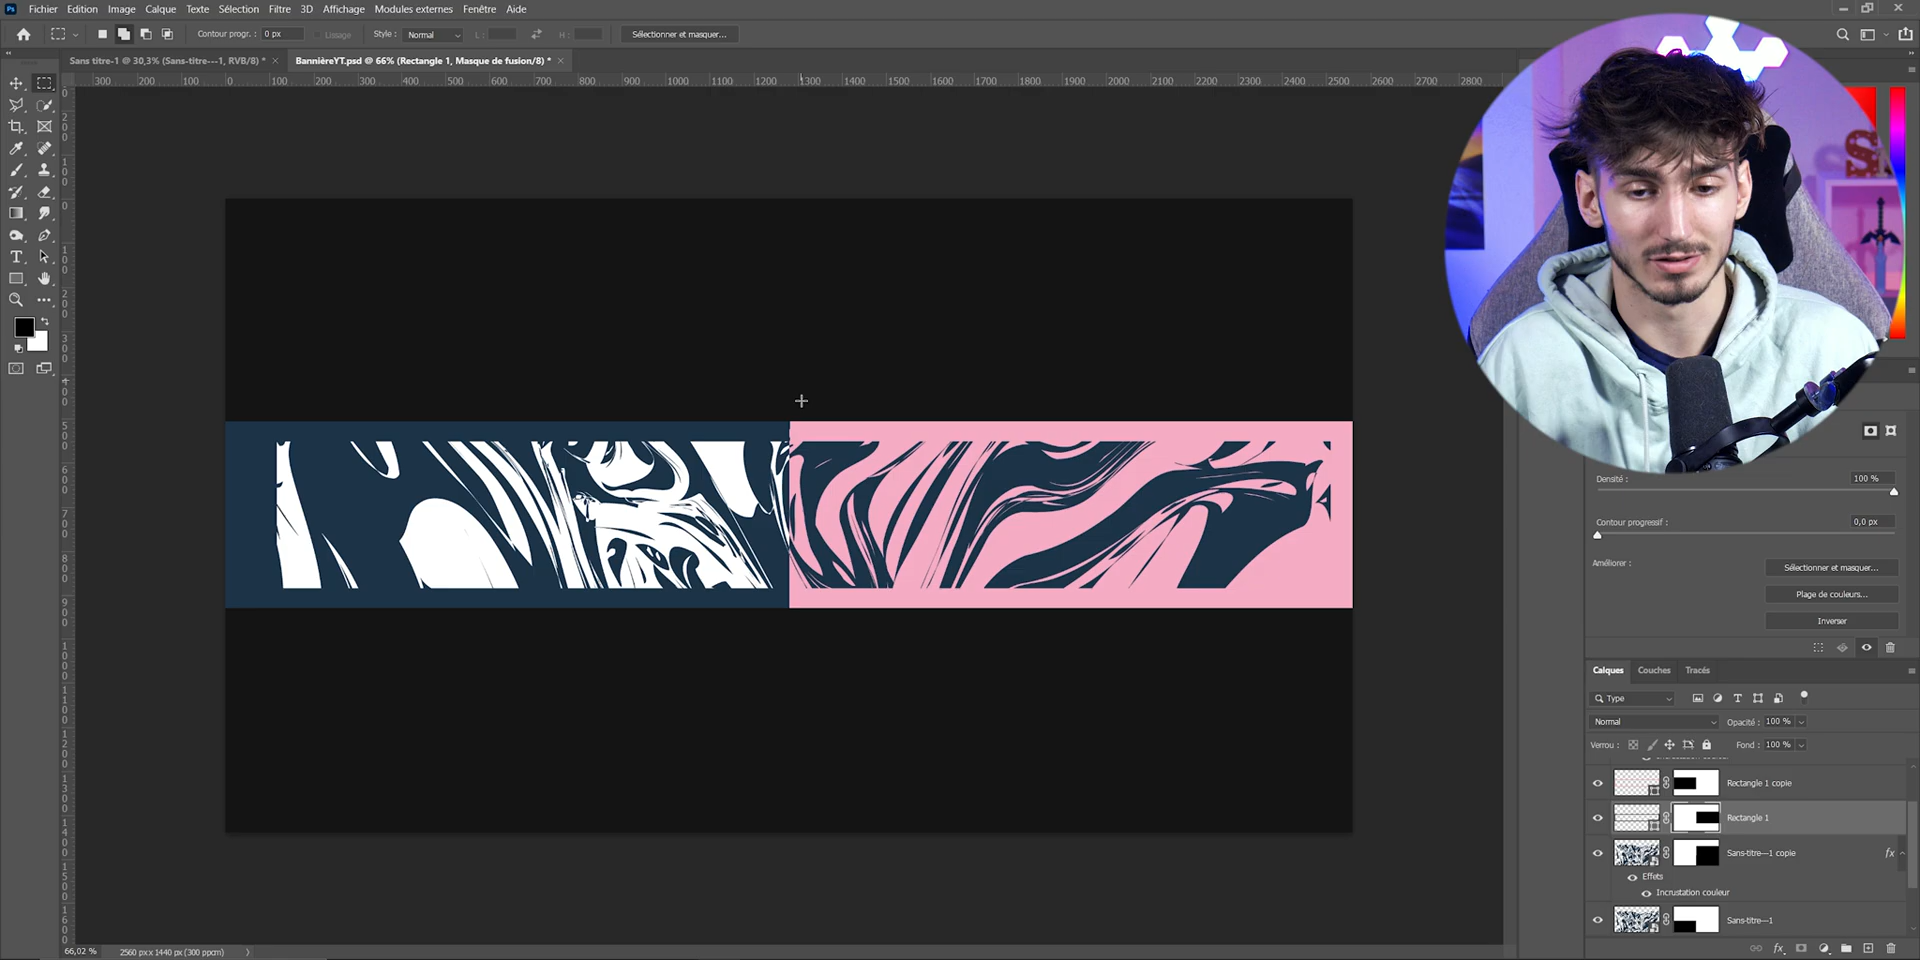 Ps Fichier Edition Image Calque Texte Sélection Filtre 3D Affichage Modules externes Fenêtre Aide
Contour progr. : 0 px Lissage Style : Normal L : H : Sélectionner et masquer...
Sans titre-1 @ 30,3% (Sans-titre---1, RVB/8) * × BannièreYT.psd @ 66% (Rectangle 1, Masque de fusion/8) * ×
300 200 100 0 100 200 300 400 500 600 700 800 900 1000 1100 1200 1300 1400 1500 1600 1700 1800 1900 2000 2100 2200 2300 2400 2500 2600 2700 2800
Densité : 100 %
Contour progressif : 0,0 px
Améliorer : Sélectionner et masquer...
Plage de couleurs...
Inverser
Calques Couches Tracés
Type
Normal Opacité : 100 %
Verrou : Fond : 100 %
Rectangle 1 copie
Rectangle 1
Sans-titre---1 copie fx
Effets
Incrustation couleur
Sans-titre---1
66,02 % 2560 px x 1440 px (300 ppcm)